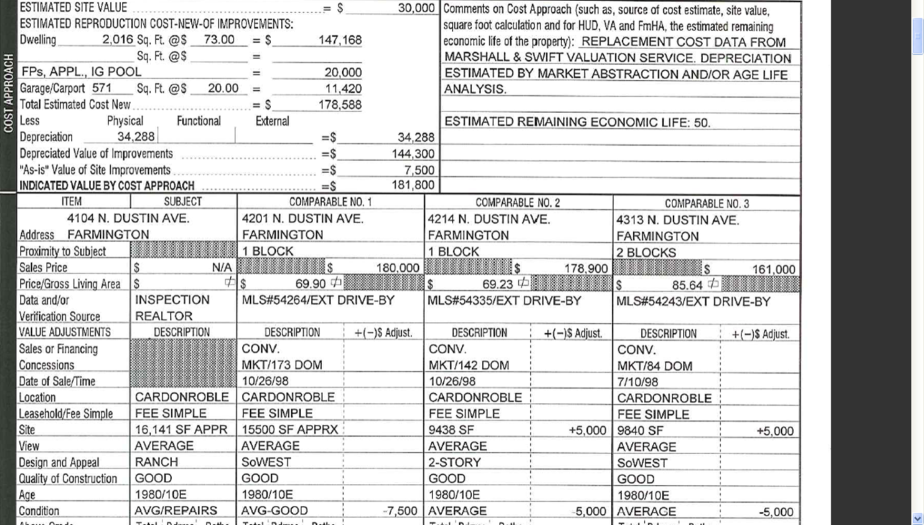 ESTIMATED SITE VALUE = $ 30,000
ESTIMATED REPRODUCTION COST-NEW-OF IMPROVEMENTS:
Dwelling 2,016 Sq. Ft. @$ 73.00 = $ 147,168
Sq. Ft. @$ =
FPs, APPL., IG POOL = 20,000
Garage/Carport 571 Sq. Ft. @$ 20.00 = 11,420
Total Estimated Cost New = $ 178,588
Less Physical Functional External
Depreciation 34,288 =$ 34,288
Depreciated Value of Improvements =$ 144,300
"As-is" Value of Site Improvements =$ 7,500
INDICATED VALUE BY COST APPROACH =$ 181,800
COST APPROACH
Comments on Cost Approach (such as, source of cost estimate, site value,
square foot calculation and for HUD, VA and FmHA, the estimated remaining
economic life of the property): REPLACEMENT COST DATA FROM
MARSHALL & SWIFT VALUATION SERVICE. DEPRECIATION
ESTIMATED BY MARKET ABSTRACTION AND/OR AGE LIFE
ANALYSIS.
ESTIMATED REMAINING ECONOMIC LIFE: 50.
ITEM SUBJECT COMPARABLE NO. 1 COMPARABLE NO. 2 COMPARABLE NO. 3
4104 N. DUSTIN AVE. 4201 N. DUSTIN AVE. 4214 N. DUSTIN AVE. 4313 N. DUSTIN AVE.
Address FARMINGTON FARMINGTON FARMINGTON FARMINGTON
Proximity to Subject 1 BLOCK 1 BLOCK 2 BLOCKS
Sales Price $ N/A $ 180,000 $ 178,900 $ 161,000
Price/Gross Living Area $ $ 69.90 $ 69.23 $ 85.64
Data and/or INSPECTION MLS#54264/EXT DRIVE-BY MLS#54335/EXT DRIVE-BY MLS#54243/EXT DRIVE-BY
Verification Source REALTOR
VALUE ADJUSTMENTS DESCRIPTION DESCRIPTION +(-)$ Adjust. DESCRIPTION +(-)$ Adjust. DESCRIPTION +(-)$ Adjust.
Sales or Financing CONV. CONV. CONV.
Concessions MKT/173 DOM MKT/142 DOM MKT/84 DOM
Date of Sale/Time 10/26/98 10/26/98 7/10/98
Location CARDONROBLE CARDONROBLE CARDONROBLE CARDONROBLE
Leasehold/Fee Simple FEE SIMPLE FEE SIMPLE FEE SIMPLE FEE SIMPLE
Site 16,141 SF APPR 15500 SF APPRX 9438 SF +5,000 9840 SF +5,000
View AVERAGE AVERAGE AVERAGE AVERAGE
Design and Appeal RANCH SoWEST 2-STORY SoWEST
Quality of Construction GOOD GOOD GOOD GOOD
Age 1980/10E 1980/10E 1980/10E 1980/10E
Condition AVG/REPAIRS AVG-GOOD -7,500 AVERAGE 5,000 AVERAGE -5,000